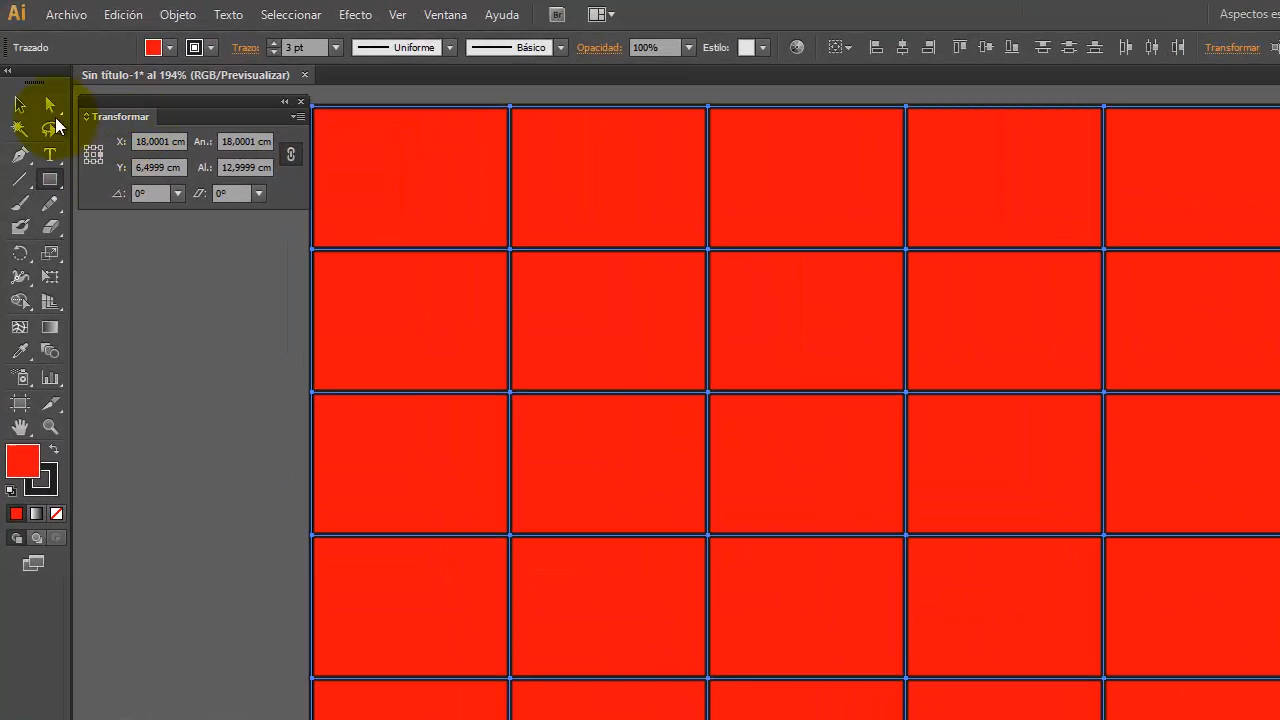 Ai Archivo Edición Objeto Texto Seleccionar Efecto Ver Ventana Ayuda Br Aspectos es
Trazado Trazo: 3 pt Uniforme Básico Opacidad: 100% Estilo: Transformar
Sin título-1* al 194% (RGB/Previsualizar)
Transformar
X: 18,0001 cm An.: 18,0001 cm
Y: 6,4999 cm Al.: 12,9999 cm
0° 0°
T